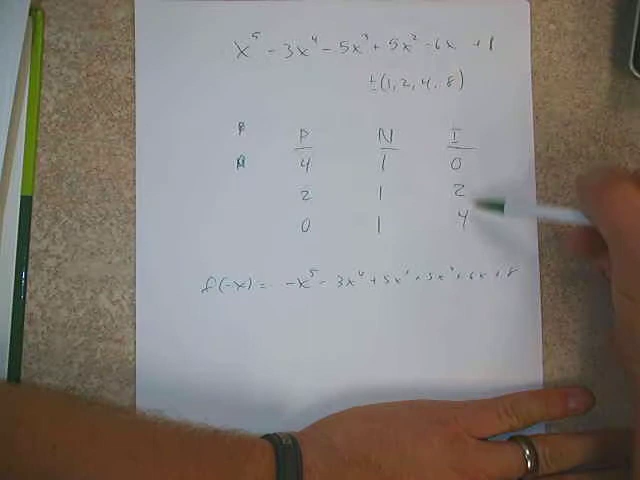 x⁵ - 3x⁴ - 5x³ + 5x² - 6x + 8
±(1, 2, 4, 8)
P N I
4 1 0
2 1 2
0 1 4
f(-x) = -x⁵ - 3x⁴ + 5x³ + 5x² + 6x + 8